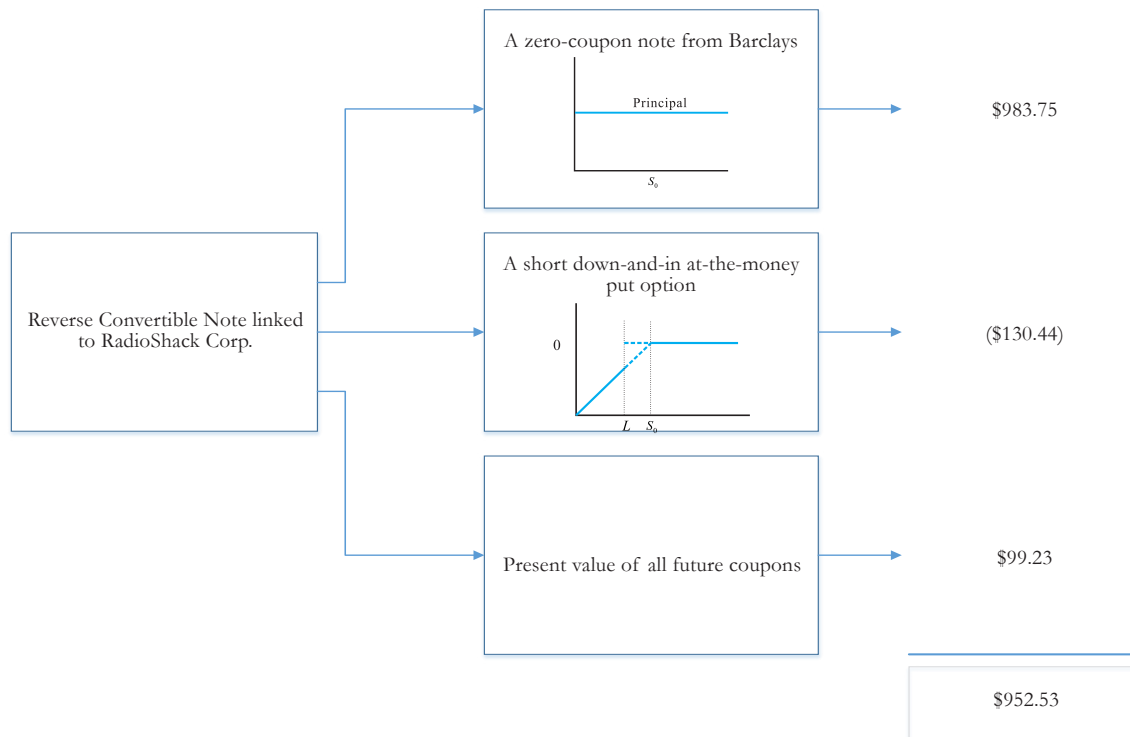 A zero-coupon note from Barclays
Principal
S₀
$983.75
Reverse Convertible Note linked
to RadioShack Corp.
A short down-and-in at-the-money
put option
0
L S₀
($130.44)
Present value of all future coupons
$99.23
$952.53